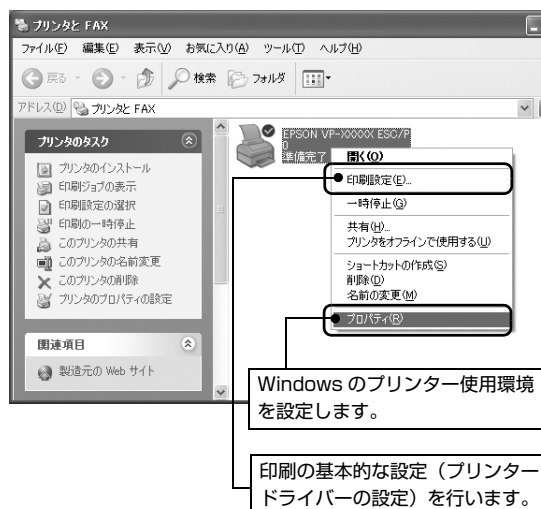 プリンタと FAX
ファイル(F) 編集(E) 表示(V) お気に入り(A) ツール(T) ヘルプ(H)
戻る 検索 フォルダ
アドレス(D) プリンタと FAX
プリンタのタスク
プリンタのインストール
印刷ジョブの表示
印刷設定の選択
印刷の一時停止
このプリンタの共有
このプリンタの名前変更
このプリンタの削除
プリンタのプロパティの設定
関連項目
製造元の Web サイト
EPSON VP-XXXXX ESC/P
0
準備完了
開く(O)
印刷設定(E)...
一時停止(G)
共有(H)...
プリンタをオフラインで使用する(U)
ショートカットの作成(S)
削除(D)
名前の変更(M)
プロパティ(R)
Windows のプリンター使用環境
を設定します。
印刷の基本的な設定（プリンター
ドライバーの設定）を行います。